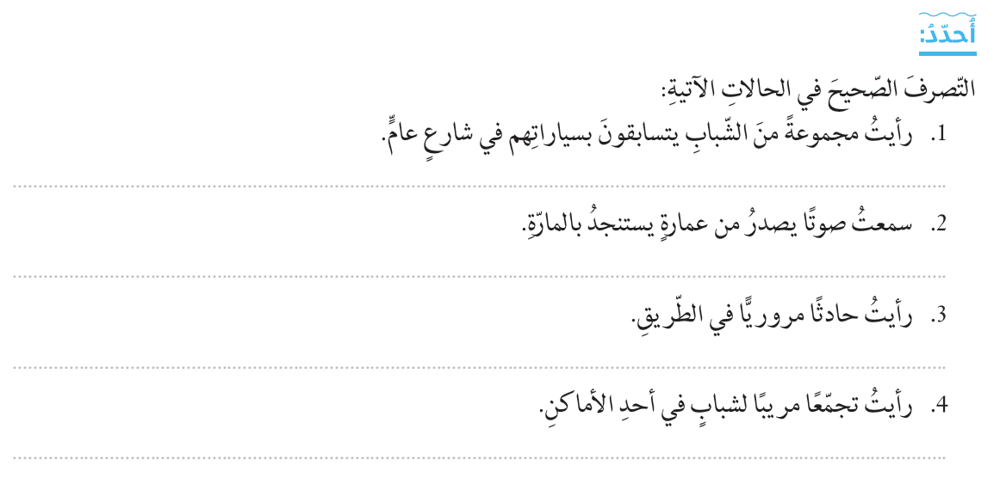 أُحدّدُ:
التّصرفَ الصّحيحَ في الحالاتِ الآتيةِ:
1. رأيتُ مجموعةً منَ الشّبابِ يتسابقونَ بسياراتِهم في شارعٍ عامٍّ.
2. سمعتُ صوتًا يصدرُ من عمارةٍ يستنجدُ بالمارّةِ.
3. رأيتُ حادثًا مروريًّا في الطّريقِ.
4. رأيتُ تجمّعًا مريبًا لشبابٍ في أحدِ الأماكنِ.